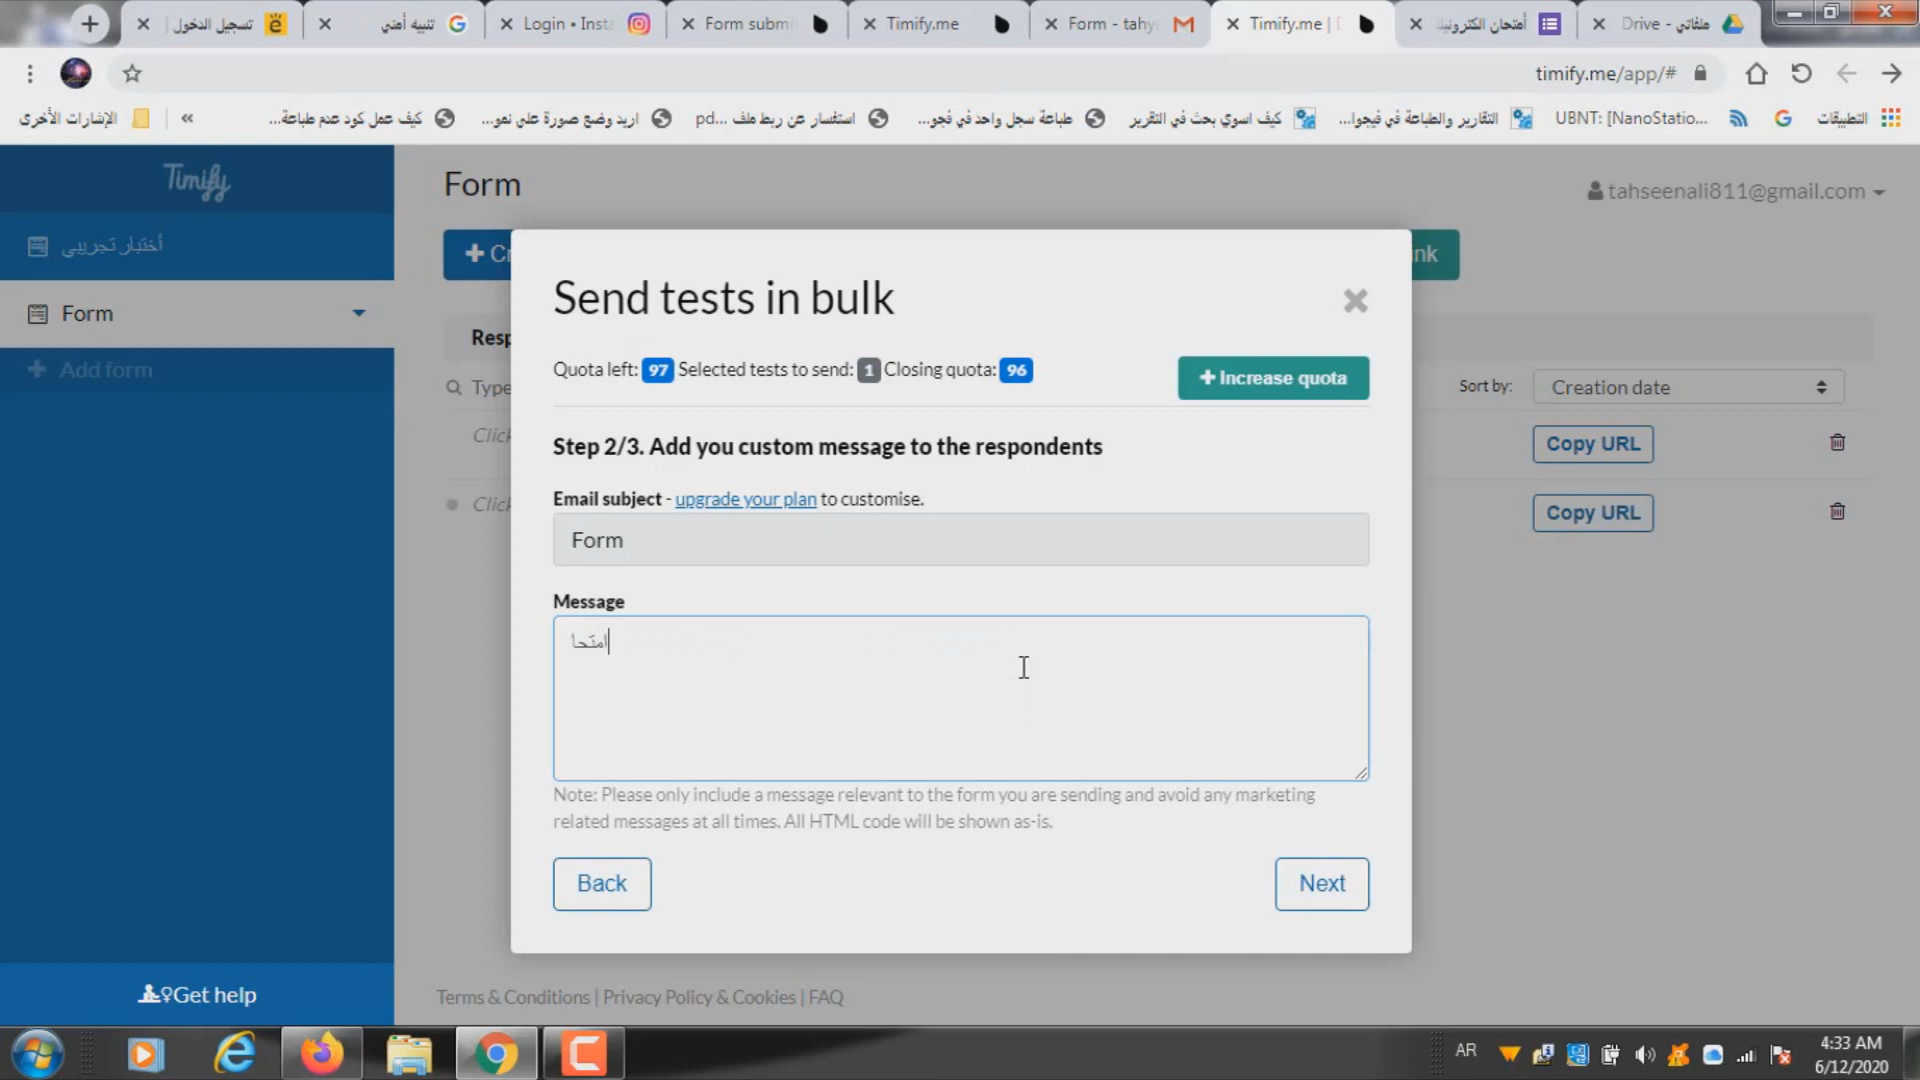 تسجيل الدخول |
تنبيه أمني
Login • Insta
Form submi
Timify.me
Form - tahy
Timify.me |
أمتحان الكترونيك
ملفاتي - Drive
timify.me/app/#
الإشارات الأخرى
«
كيف عمل كود عدم طباعة...
اريد وضع صورة على نمو...
استفسار عن ربط ملف pd...
طباعة سجل واحد في فجو...
كيف اسوي بحث في التقرير
التقارير والطباعة في فيجوا...
UBNT: [NanoStatio...
التطبيقات
Timify
أختبار تجريبي
Form
Add form
Get help
Form
tahseenali811@gmail.com
Send tests in bulk
Quota left: 97 Selected tests to send: 1 Closing quota: 96
+ Increase quota
Step 2/3. Add you custom message to the respondents
Email subject - upgrade your plan to customise.
Form
Message
امتحا
Note: Please only include a message relevant to the form you are sending and avoid any marketing
related messages at all times. All HTML code will be shown as-is.
Back
Next
Sort by:
Creation date
Copy URL
Copy URL
Terms & Conditions | Privacy Policy & Cookies | FAQ
AR
4:33 AM
6/12/2020